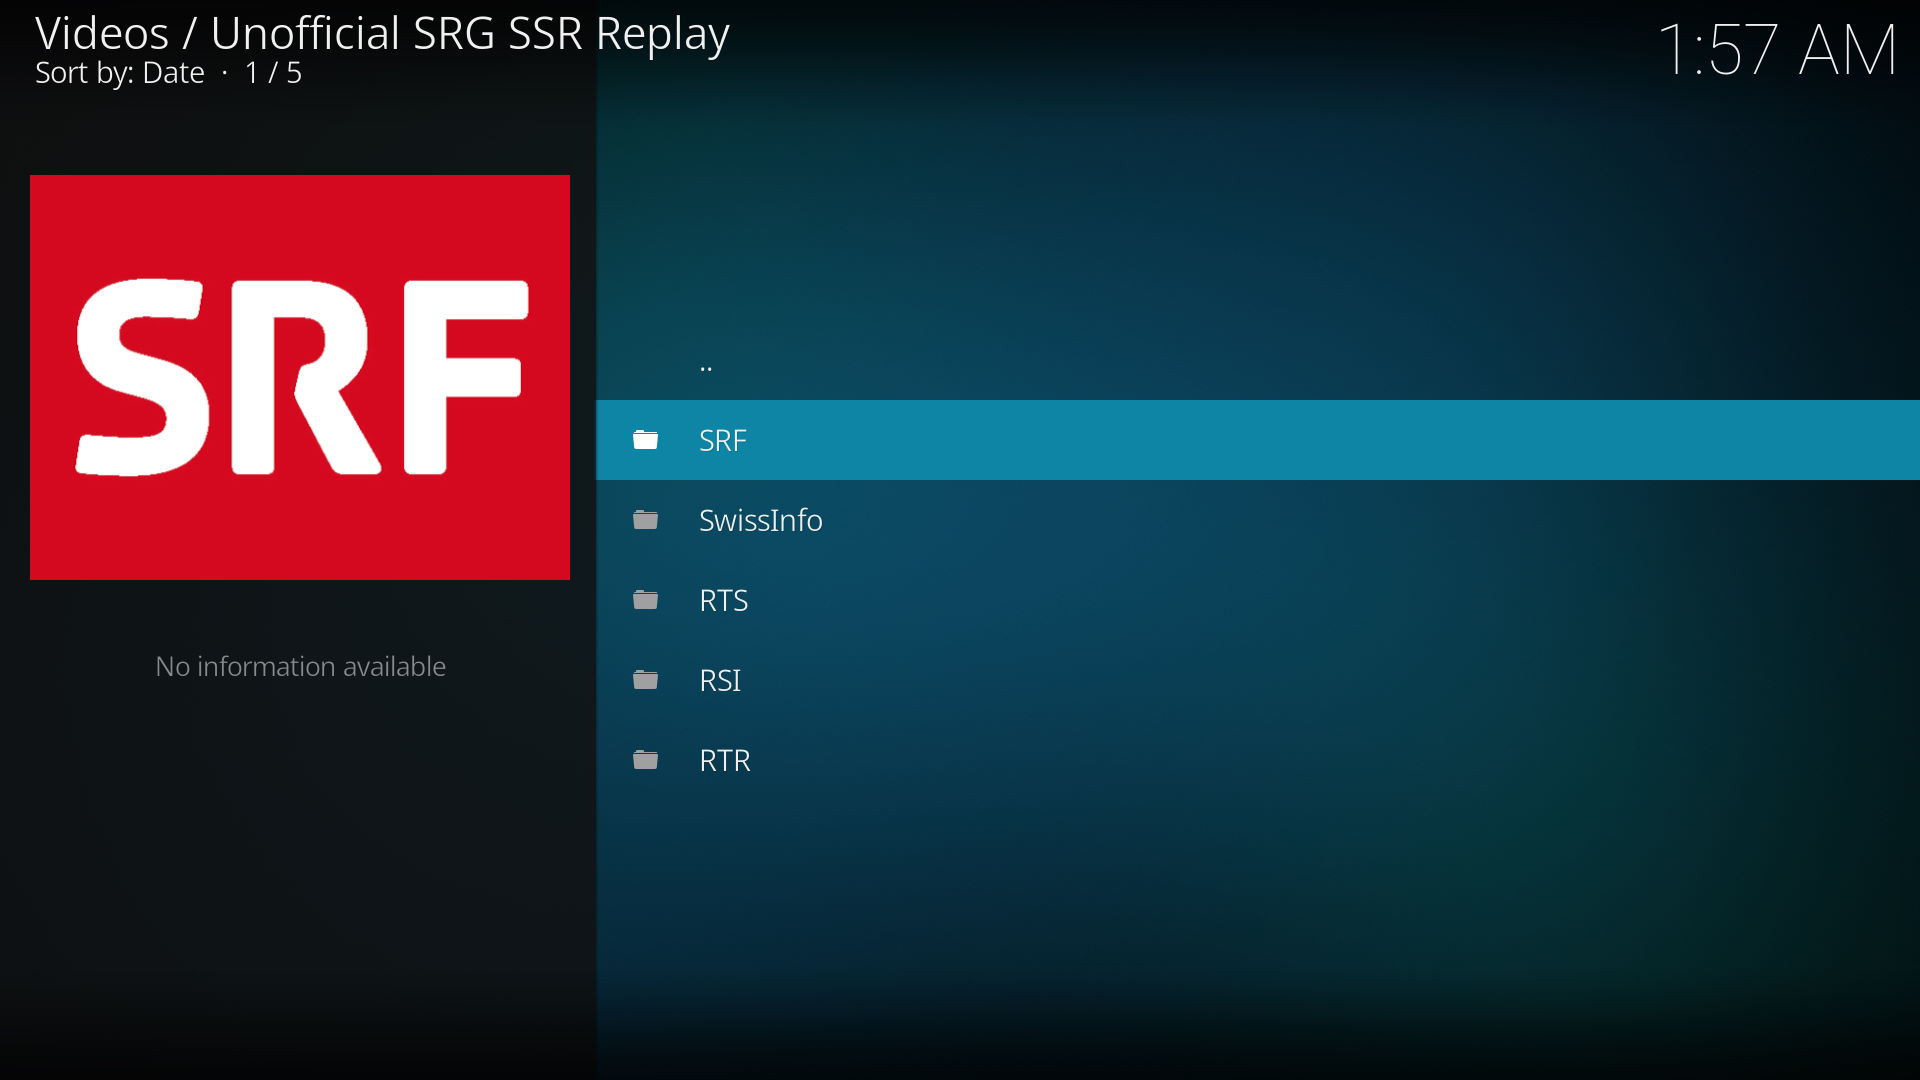 Videos / Unofficial SRG SSR Replay
Sort by: Date · 1 / 5
1:57 AM
SRF
No information available
..
SRF
SwissInfo
RTS
RSI
RTR